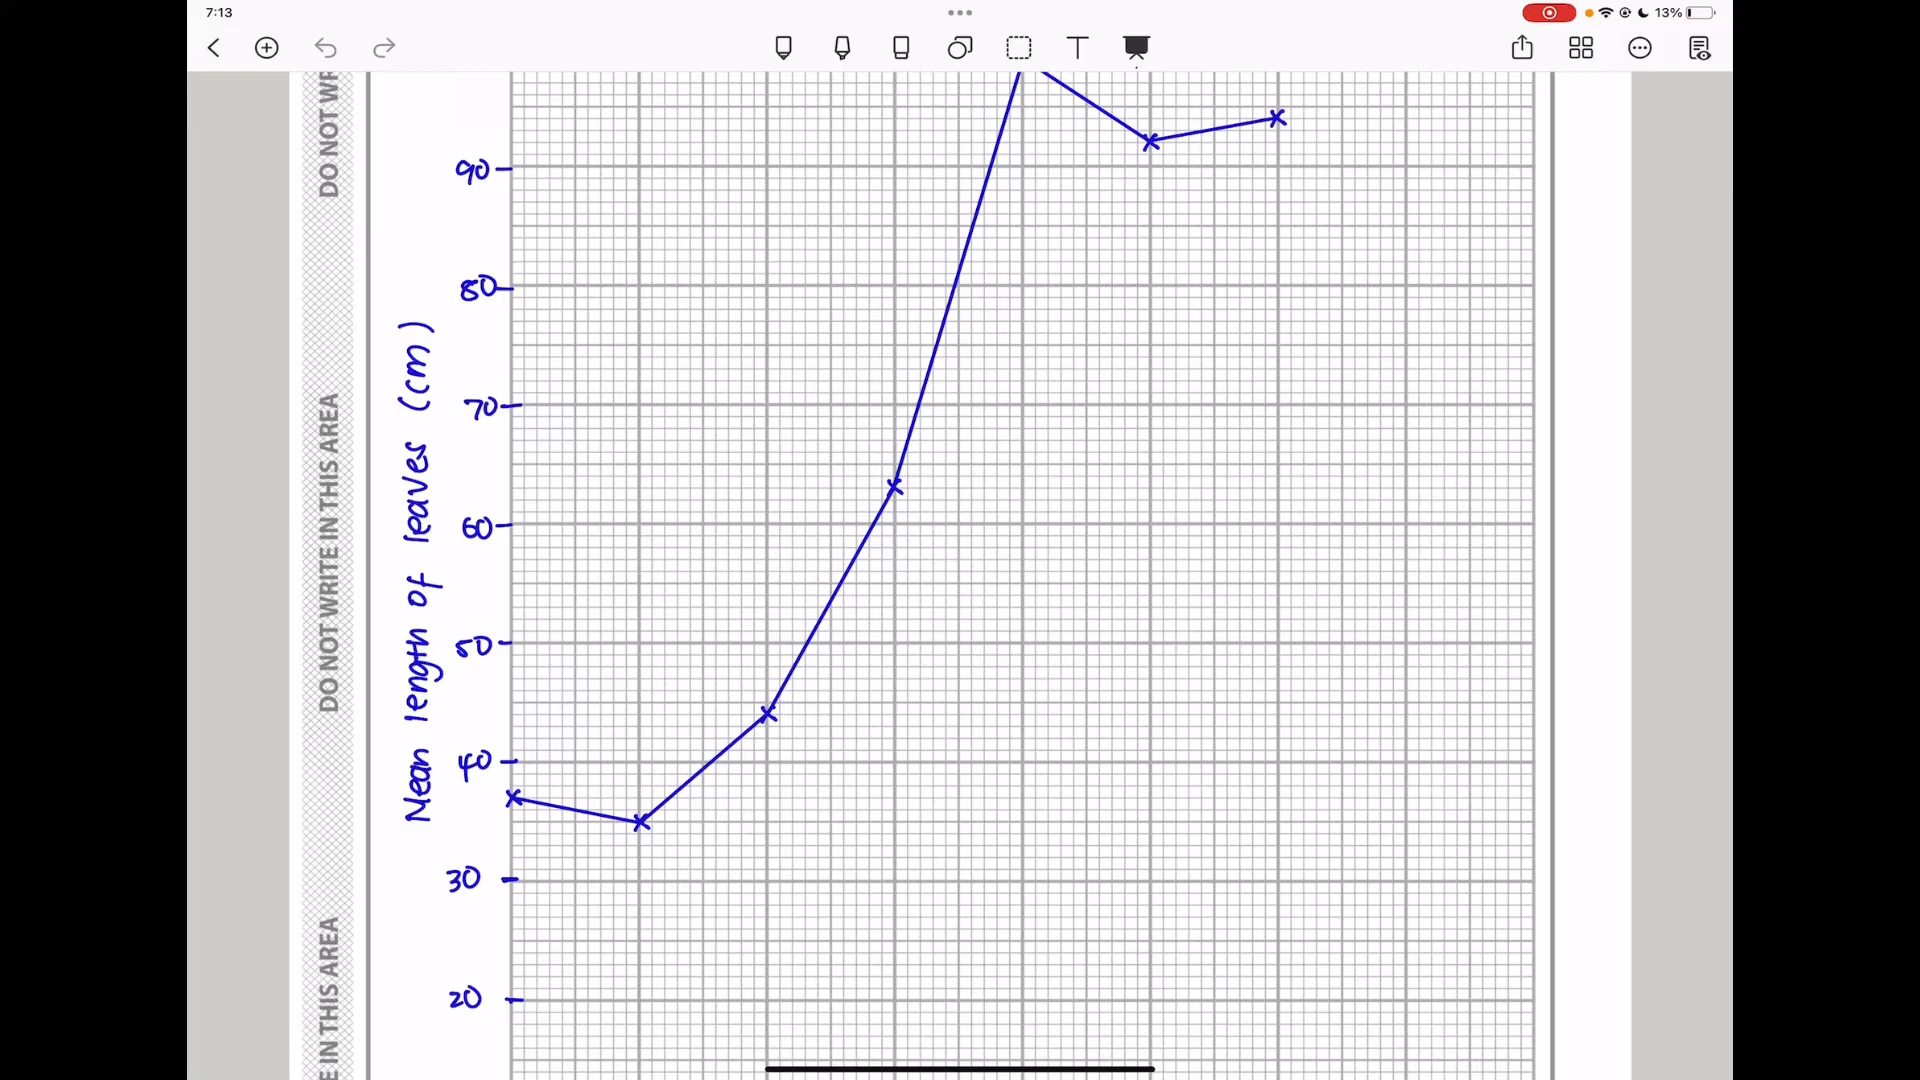 7:13
13%
DO NOT WR
90
80
70
60
50
40
30
20
Mean length of leaves (cm)
DO NOT WRITE IN THIS AREA
E IN THIS AREA